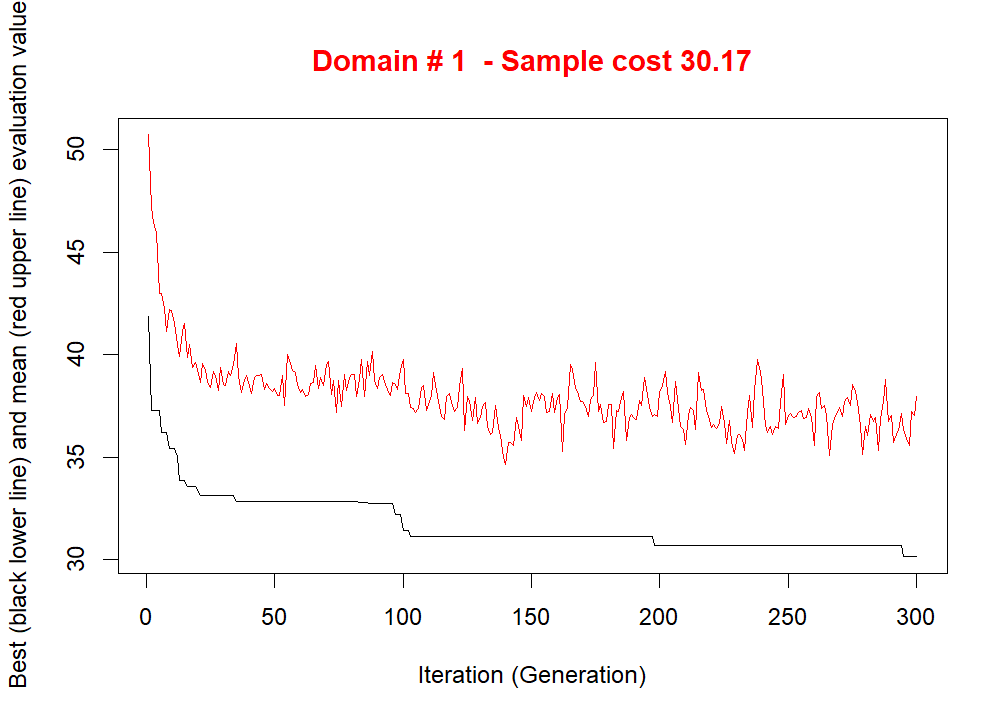 Domain # 1  - Sample cost 30.17
Best (black lower line) and mean (red upper line) evaluation value
50
45
40
35
30
0 50 100 150 200 250 300
Iteration (Generation)